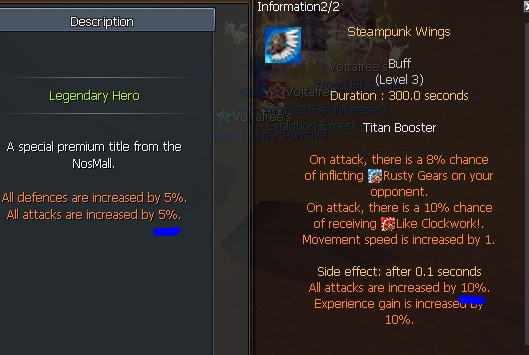 Description
Legendary Hero
A special premium title from the
NosMall.
All defences are increased by 5%.
All attacks are increased by 5%.
Information2/2
Steampunk Wings
Buff
(Level 3)
Duration : 300.0 seconds
Titan Booster
On attack, there is a 8% chance
of inflicting Rusty Gears on your
opponent.
On attack, there is a 10% chance
of receiving Like Clockwork!.
Movement speed is increased by 1.
Side effect: after 0.1 seconds
All attacks are increased by 10%.
Experience gain is increased by
10%.
Vojtafree's
Vojtafree's
Evolution Expert